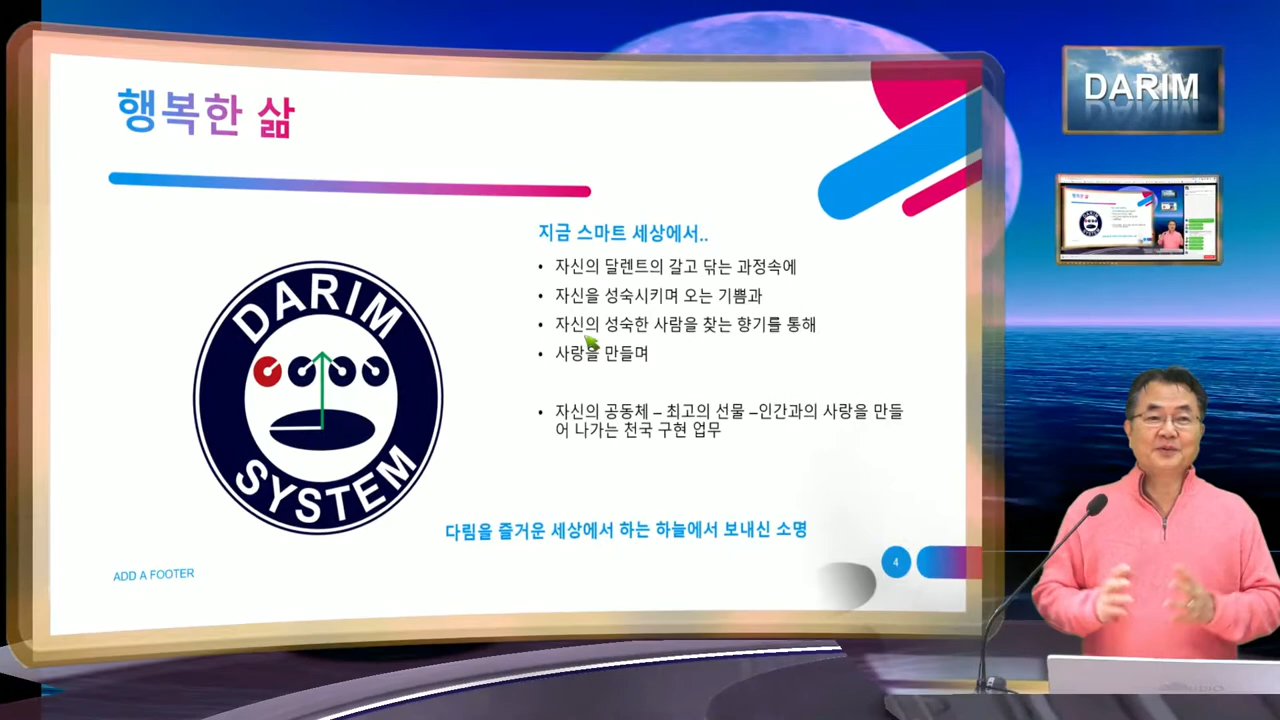 행복한 삶
DARIM
지금 스마트 세상에서..
• 자신의 달렌트의 갈고 닦는 과정속에
• 자신을 성숙시키며 오는 기쁨과
• 자신의 성숙한 사람을 찾는 향기를 통해
• 사랑을 만들며
• 자신의 공동체 – 최고의 선물 –인간과의 사랑을 만들
어 나가는 천국 구현 업무
DARIM
SYSTEM
다림을 즐거운 세상에서 하는 하늘에서 보내신 소명
ADD A FOOTER
4